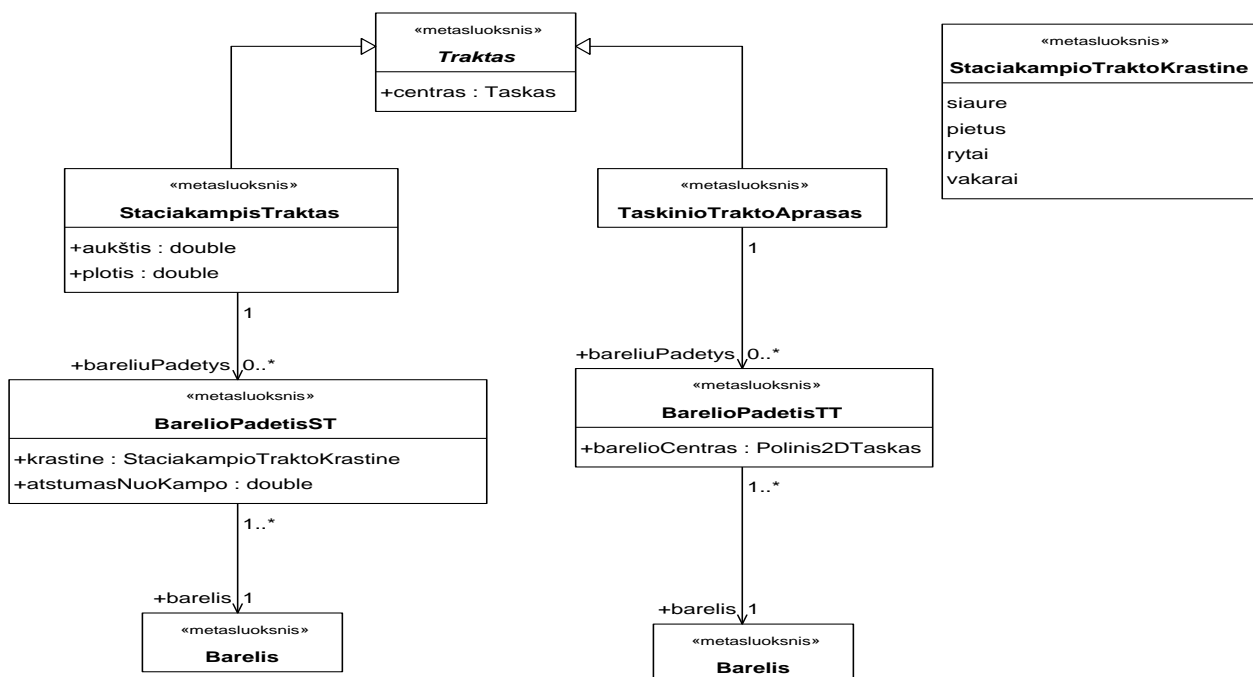 «metasluoksnis»
Traktas
+centras : Taskas
«metasluoksnis»
StaciakampioTraktoKrastine
siaure
pietus
rytai
vakarai
«metasluoksnis»
StaciakampisTraktas
+aukštis : double
+plotis : double
«metasluoksnis»
TaskinioTraktoAprasas
1
1
+bareliuPadetys 0..*
+bareliuPadetys 0..*
«metasluoksnis»
BarelioPadetisST
+krastine : StaciakampioTraktoKrastine
+atstumasNuoKampo : double
«metasluoksnis»
BarelioPadetisTT
+barelioCentras : Polinis2DTaskas
1..*
1..*
+barelis 1
+barelis 1
«metasluoksnis»
Barelis
«metasluoksnis»
Barelis